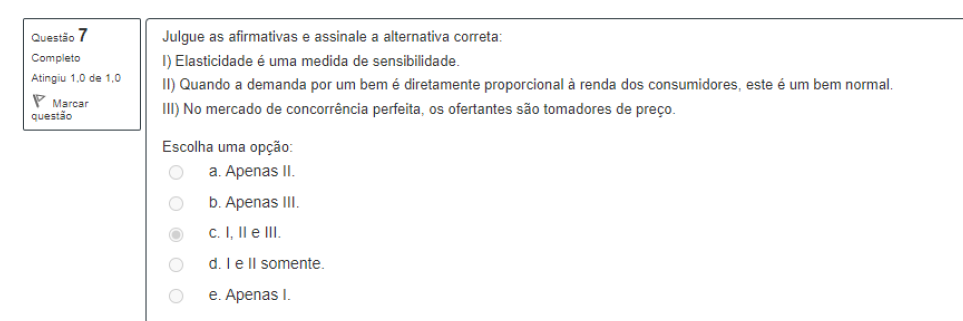 Questão 7
Completo
Atingiu 1,0 de 1,0
Marcar
questão
Julgue as afirmativas e assinale a alternativa correta:
I) Elasticidade é uma medida de sensibilidade.
II) Quando a demanda por um bem é diretamente proporcional à renda dos consumidores, este é um bem normal.
III) No mercado de concorrência perfeita, os ofertantes são tomadores de preço.
Escolha uma opção:
a. Apenas II.
b. Apenas III.
c. I, II e III.
d. I e II somente.
e. Apenas I.